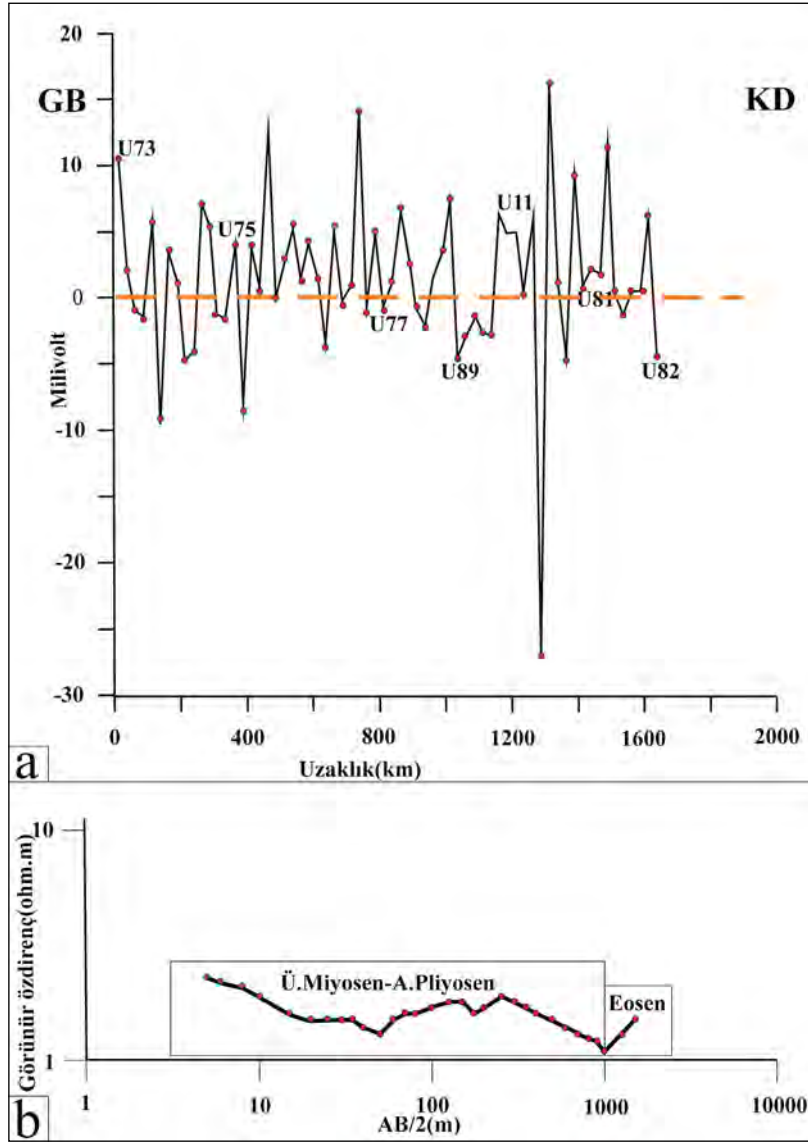 20
GB
KD
U73
10
U75
U11
0
U77
U81
U89
U82
-10
-20
-30
Milivolt
0 400 800 1200 1600 2000
Uzaklık(km)
a
10
Görünür özdirenç(ohm.m)
Ü.Miyosen-A.Pliyosen
Eosen
1
1 10 100 1000 10000
AB/2(m)
b